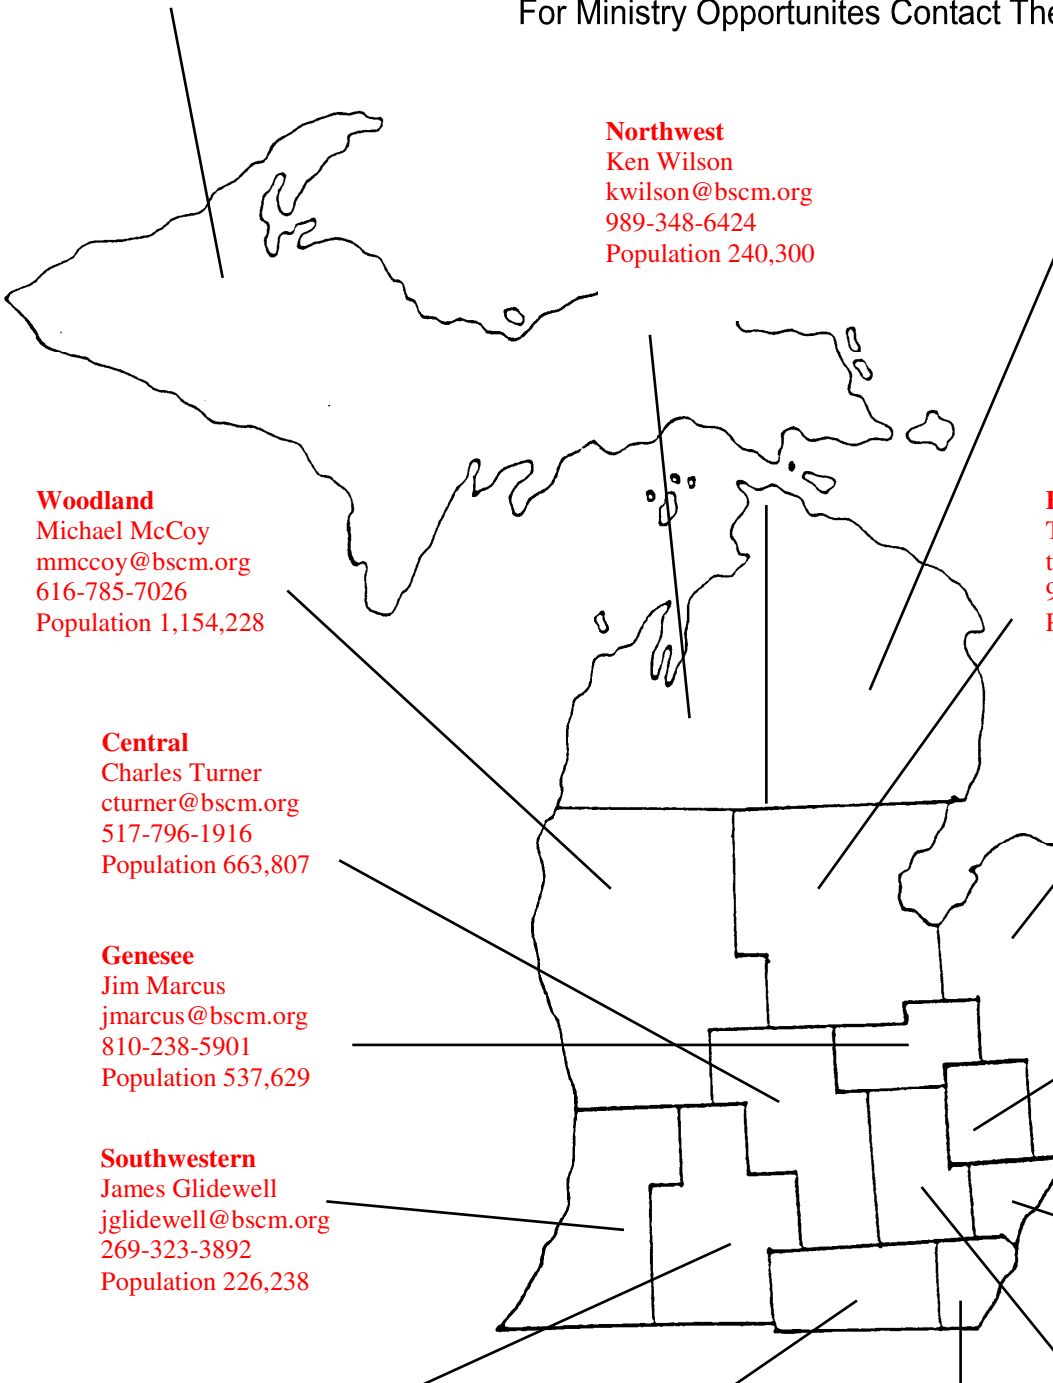 For Ministry Opportunites Contact The
Northwest
Ken Wilson
kwilson@bscm.org
989-348-6424
Population 240,300
Woodland
Michael McCoy
mmccoy@bscm.org
616-785-7026
Population 1,154,228
Central
Charles Turner
cturner@bscm.org
517-796-1916
Population 663,807
Genesee
Jim Marcus
jmarcus@bscm.org
810-238-5901
Population 537,629
Southwestern
James Glidewell
jglidewell@bscm.org
269-323-3892
Population 226,238